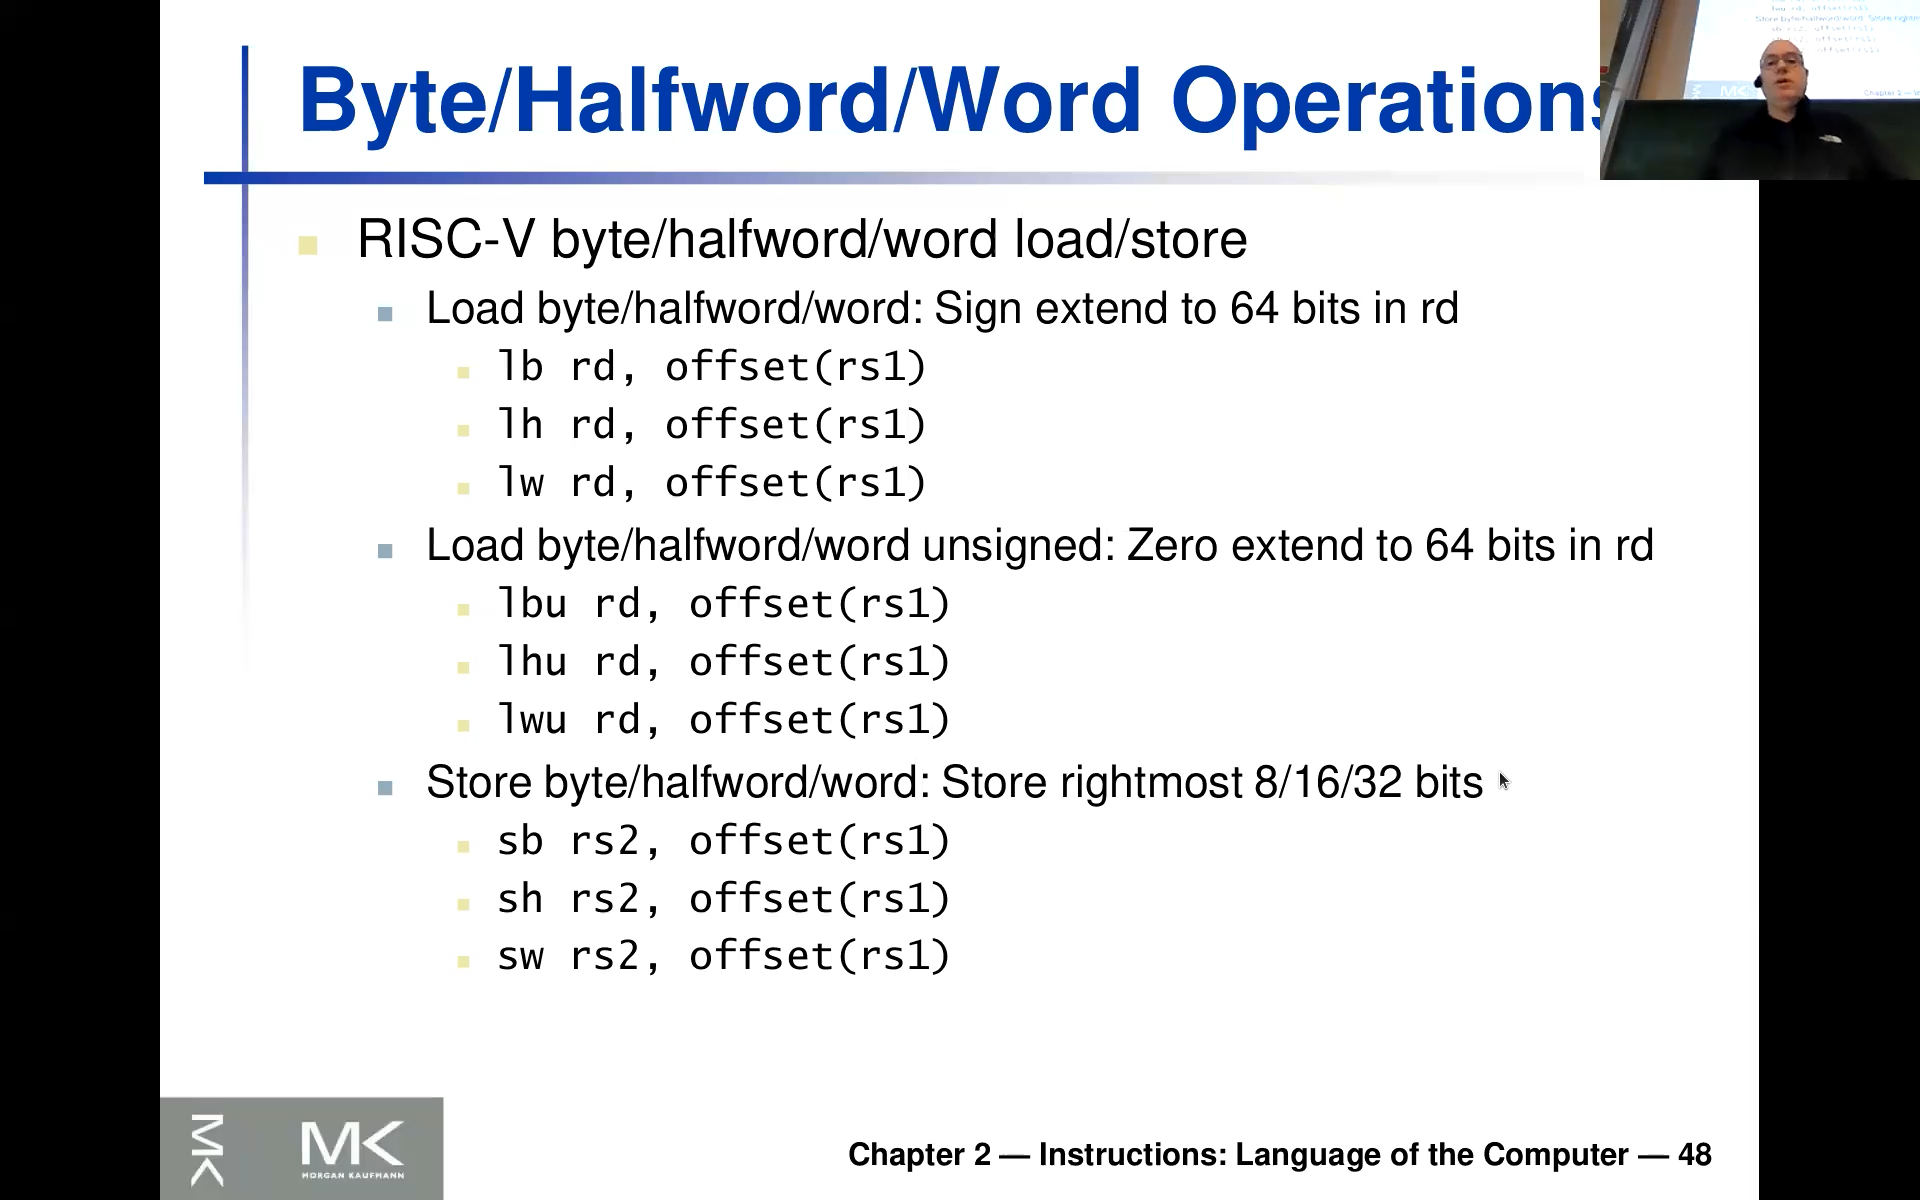 Byte/Halfword/Word Operations
RISC-V byte/halfword/word load/store
Load byte/halfword/word: Sign extend to 64 bits in rd
lb rd, offset(rs1)
lh rd, offset(rs1)
lw rd, offset(rs1)
Load byte/halfword/word unsigned: Zero extend to 64 bits in rd
lbu rd, offset(rs1)
lhu rd, offset(rs1)
lwu rd, offset(rs1)
Store byte/halfword/word: Store rightmost 8/16/32 bits
sb rs2, offset(rs1)
sh rs2, offset(rs1)
sw rs2, offset(rs1)
MK
MK
MORGAN KAUFMANN
Chapter 2 — Instructions: Language of the Computer — 48